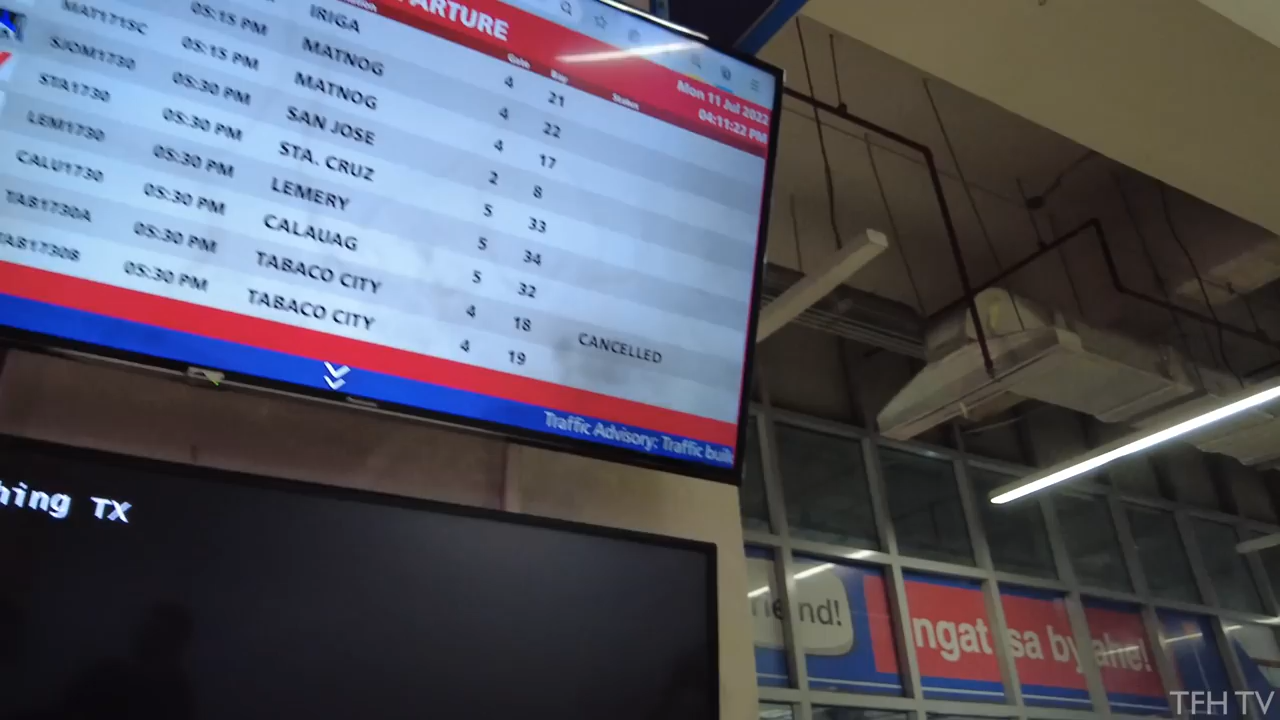 PARTURE
Gate Bay Status
Mon 11 Jul 2022
04:11:22 PM
IRIGA 4 21
05:15 PM MATNOG 4 22
MAT1715C 05:15 PM MATNOG 4 17
SJOM1730 05:30 PM SAN JOSE 2 8
STA1730 05:30 PM STA. CRUZ 5 33
LEM1730 05:30 PM LEMERY 5 34
CALU1730 05:30 PM CALAUAG 5 32
TAB1730A 05:30 PM TABACO CITY 4 18 CANCELLED
TAB1730B 05:30 PM TABACO CITY 4 19
Traffic Advisory: Traffic buil
hing TX
nd!
ngat sa byahe!
TFH TV